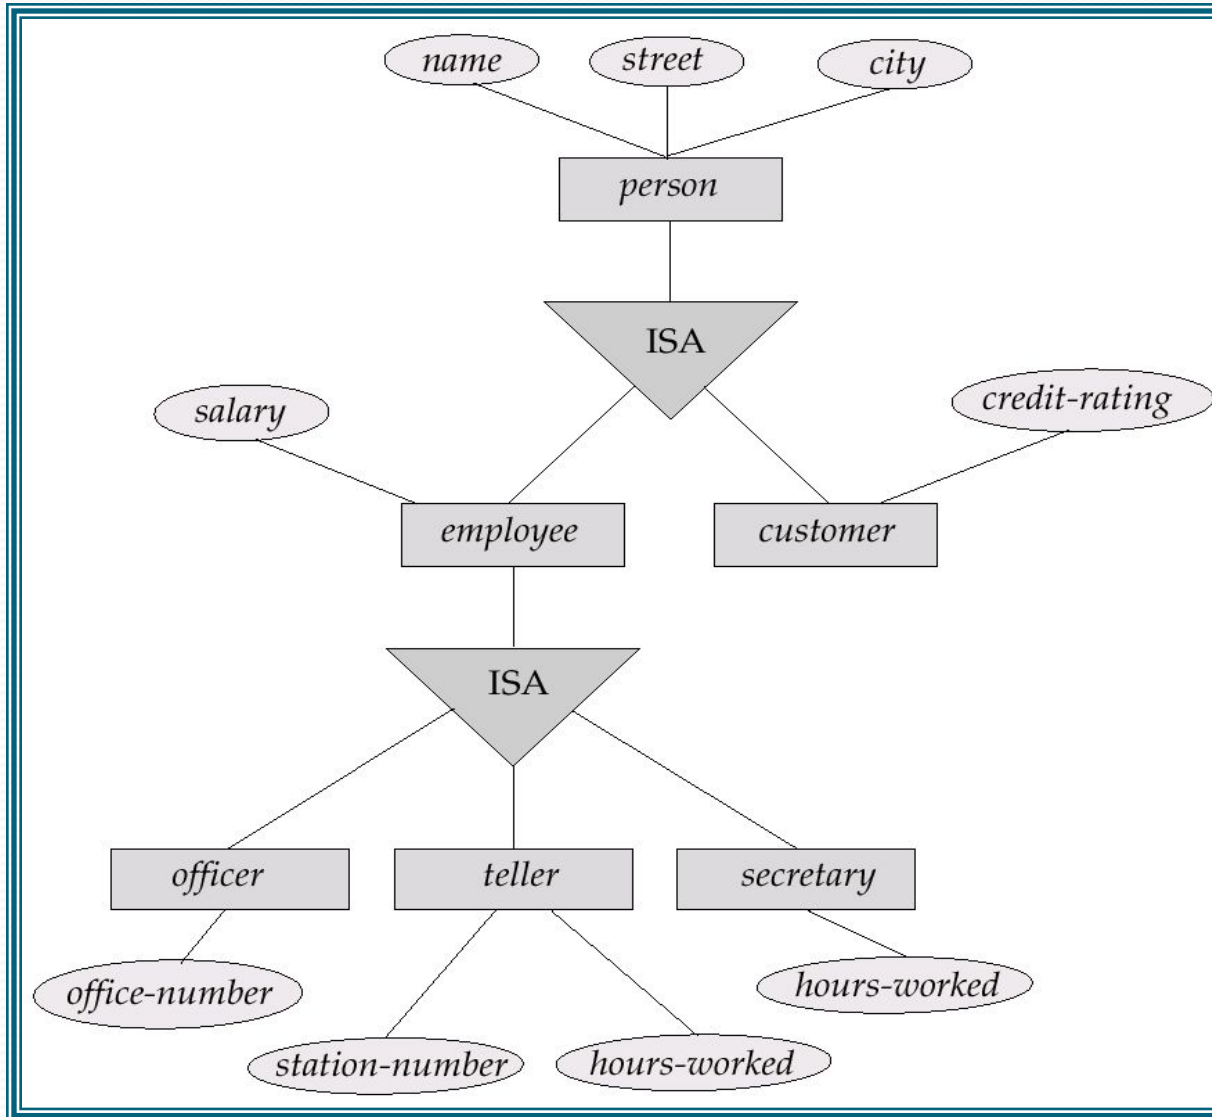 name
street
city
person
ISA
salary
credit-rating
employee
customer
ISA
officer
teller
secretary
office-number
hours-worked
station-number
hours-worked